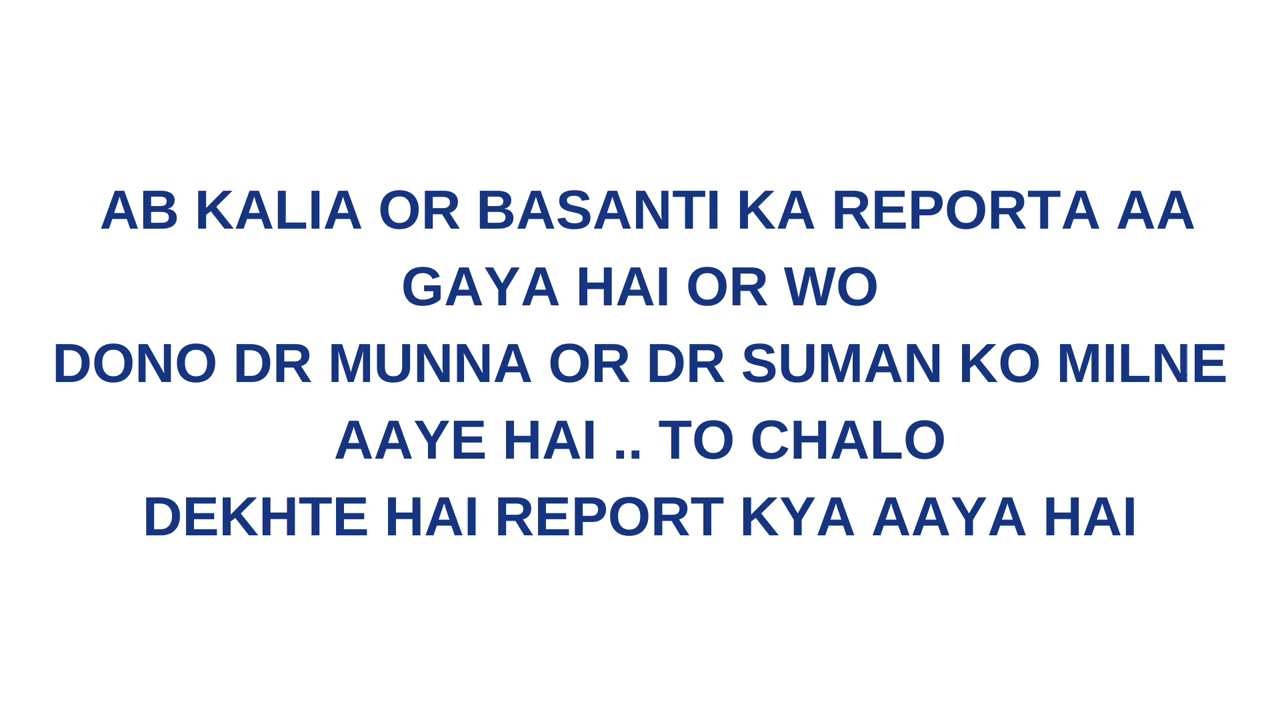 AB KALIA OR BASANTI KA REPORTA AA
GAYA HAI OR WO
DONO DR MUNNA OR DR SUMAN KO MILNE
AAYE HAI .. TO CHALO
DEKHTE HAI REPORT KYA AAYA HAI